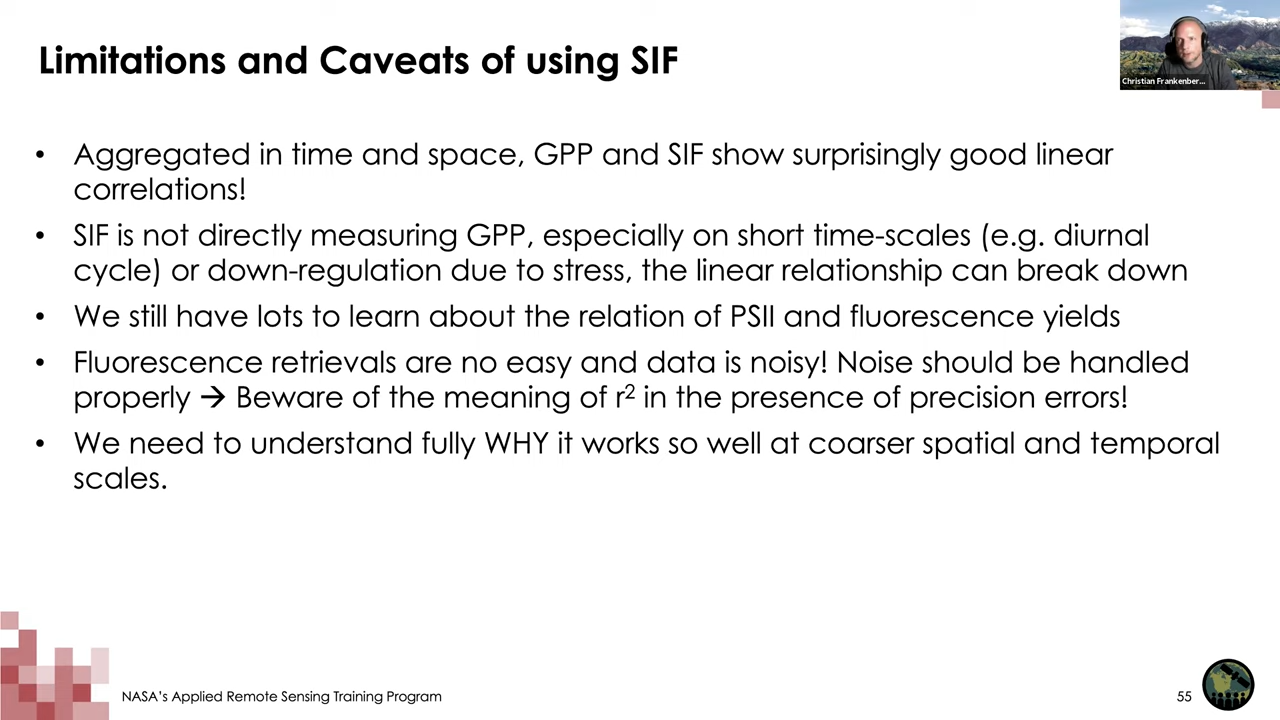 Limitations and Caveats of using SIF
Christian Frankenber...
• Aggregated in time and space, GPP and SIF show surprisingly good linear
correlations!
• SIF is not directly measuring GPP, especially on short time-scales (e.g. diurnal
cycle) or down-regulation due to stress, the linear relationship can break down
• We still have lots to learn about the relation of PSII and fluorescence yields
• Fluorescence retrievals are no easy and data is noisy! Noise should be handled
properly → Beware of the meaning of r² in the presence of precision errors!
• We need to understand fully WHY it works so well at coarser spatial and temporal
scales.
NASA's Applied Remote Sensing Training Program
55